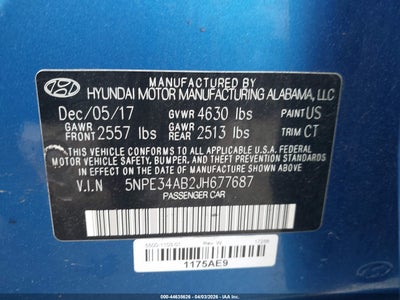 MANUFACTURED BY
HYUNDAI MOTOR MANUFACTURING ALABAMA, LLC
Dec/05/17 GVWR 4630 lbs PAINT US
GAWR FRONT 2557 lbs GAWR REAR 2513 lbs TRIM CT
THIS VEHICLE CONFORMS TO ALL APPLICABLE U.S.
FEDERAL MOTOR VEHICLE SAFETY,
BUMPER, AND THEFT PREVENTION STANDARDS
IN EFFECT ON THE DATE OF MANUFACTURE SHOWN ABOVE.
V.I.N 5NPE34AB2JH677687
PASSENGER CAR
1175AE9
000-44638626 - 04/03/2026 - IAA, Inc.